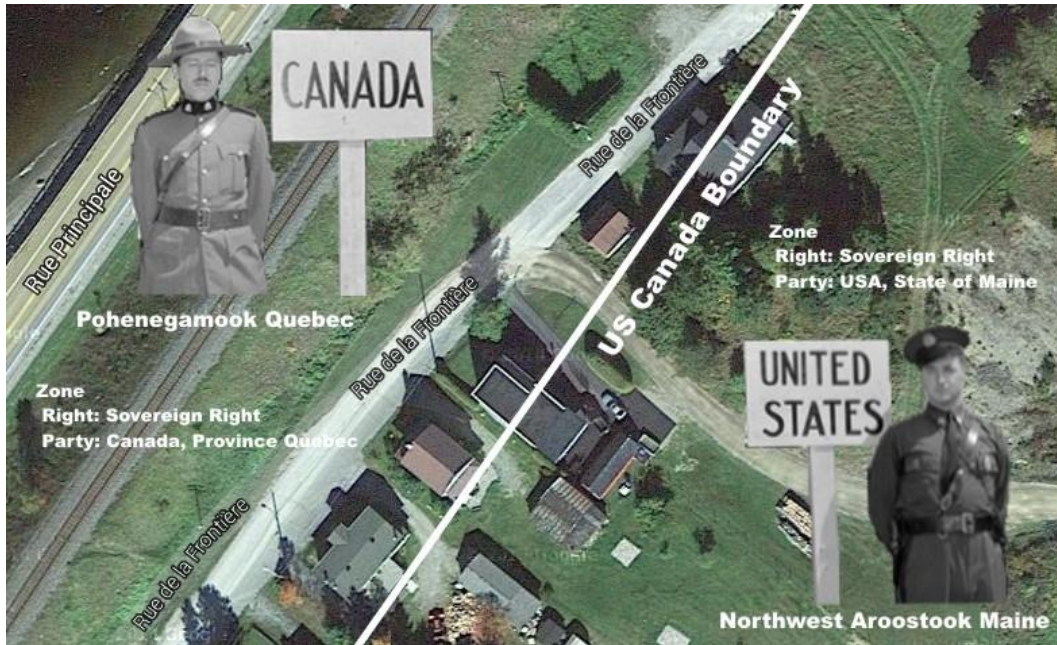 CANADA
Rue Principale
Rue de la Frontière
US Canada Boundary
Zone
Right: Sovereign Right
Party: USA, State of Maine
Pohenegamook Quebec
Rue de la Frontière
Zone
Right: Sovereign Right
Party: Canada, Province Quebec
UNITED
STATES
Rue de la Frontière
Northwest Aroostook Maine